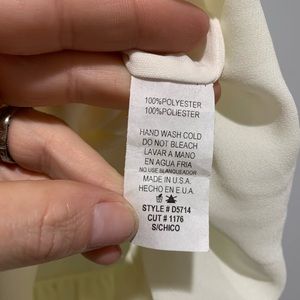 100%POLYESTER
100%POLIESTER
HAND WASH COLD
DO NOT BLEACH
LAVAR A MANO
EN AGUA FRIA
NO USE BLANQUEADOR
MADE IN U.S.A.
HECHO EN E.U.A.
STYLE # D5714
CUT # 1176
S/CHICO